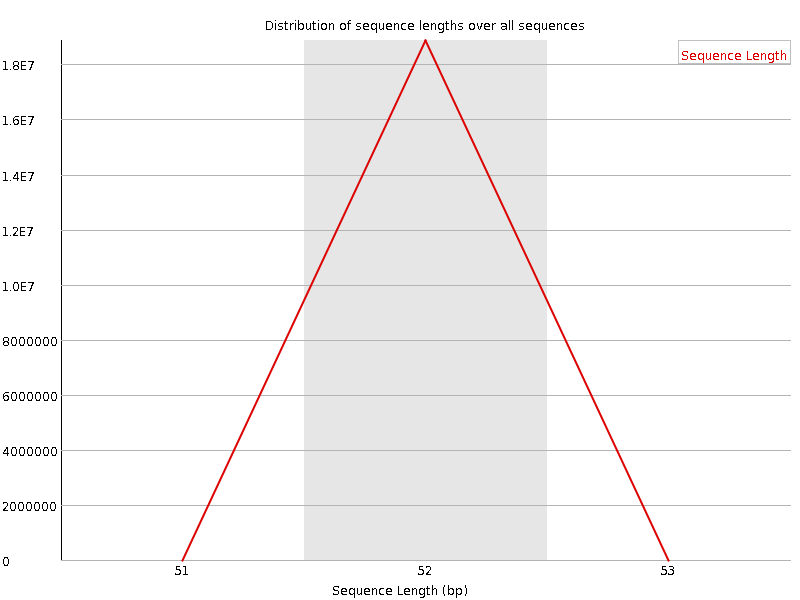 Distribution of sequence lengths over all sequences
Sequence Length
1.8E7
1.6E7
1.4E7
1.2E7
1.0E7
8000000
6000000
4000000
2000000
0
51 52 53
Sequence Length (bp)